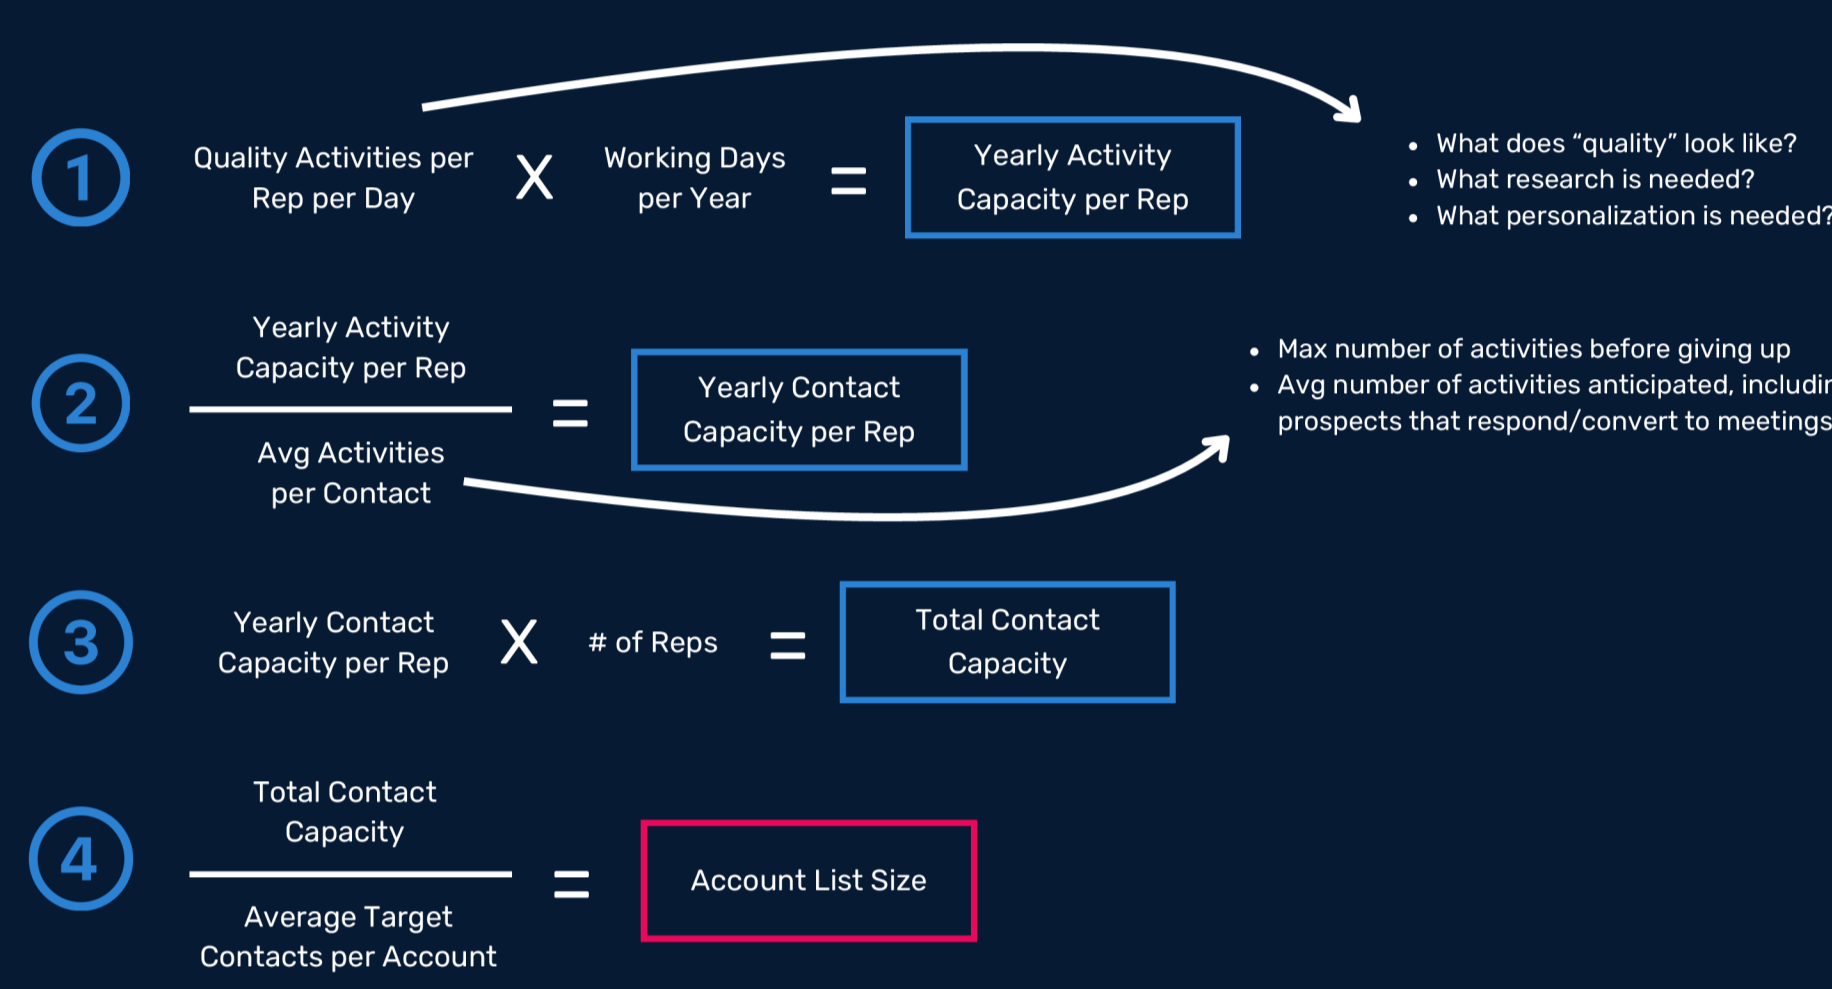 1
Quality Activities per
Rep per Day
X
Working Days
per Year
=
Yearly Activity
Capacity per Rep
• What does “quality” look like?
• What research is needed?
• What personalization is needed?
2
Yearly Activity
Capacity per Rep
Avg Activities
per Contact
=
Yearly Contact
Capacity per Rep
• Max number of activities before giving up
• Avg number of activities anticipated,
prospects that respond/convert to meetings
3
Yearly Contact
Capacity per Rep
X
# of Reps
=
Total Contact
Capacity
4
Total Contact
Capacity
Average Target
Contacts per Account
=
Account List Size